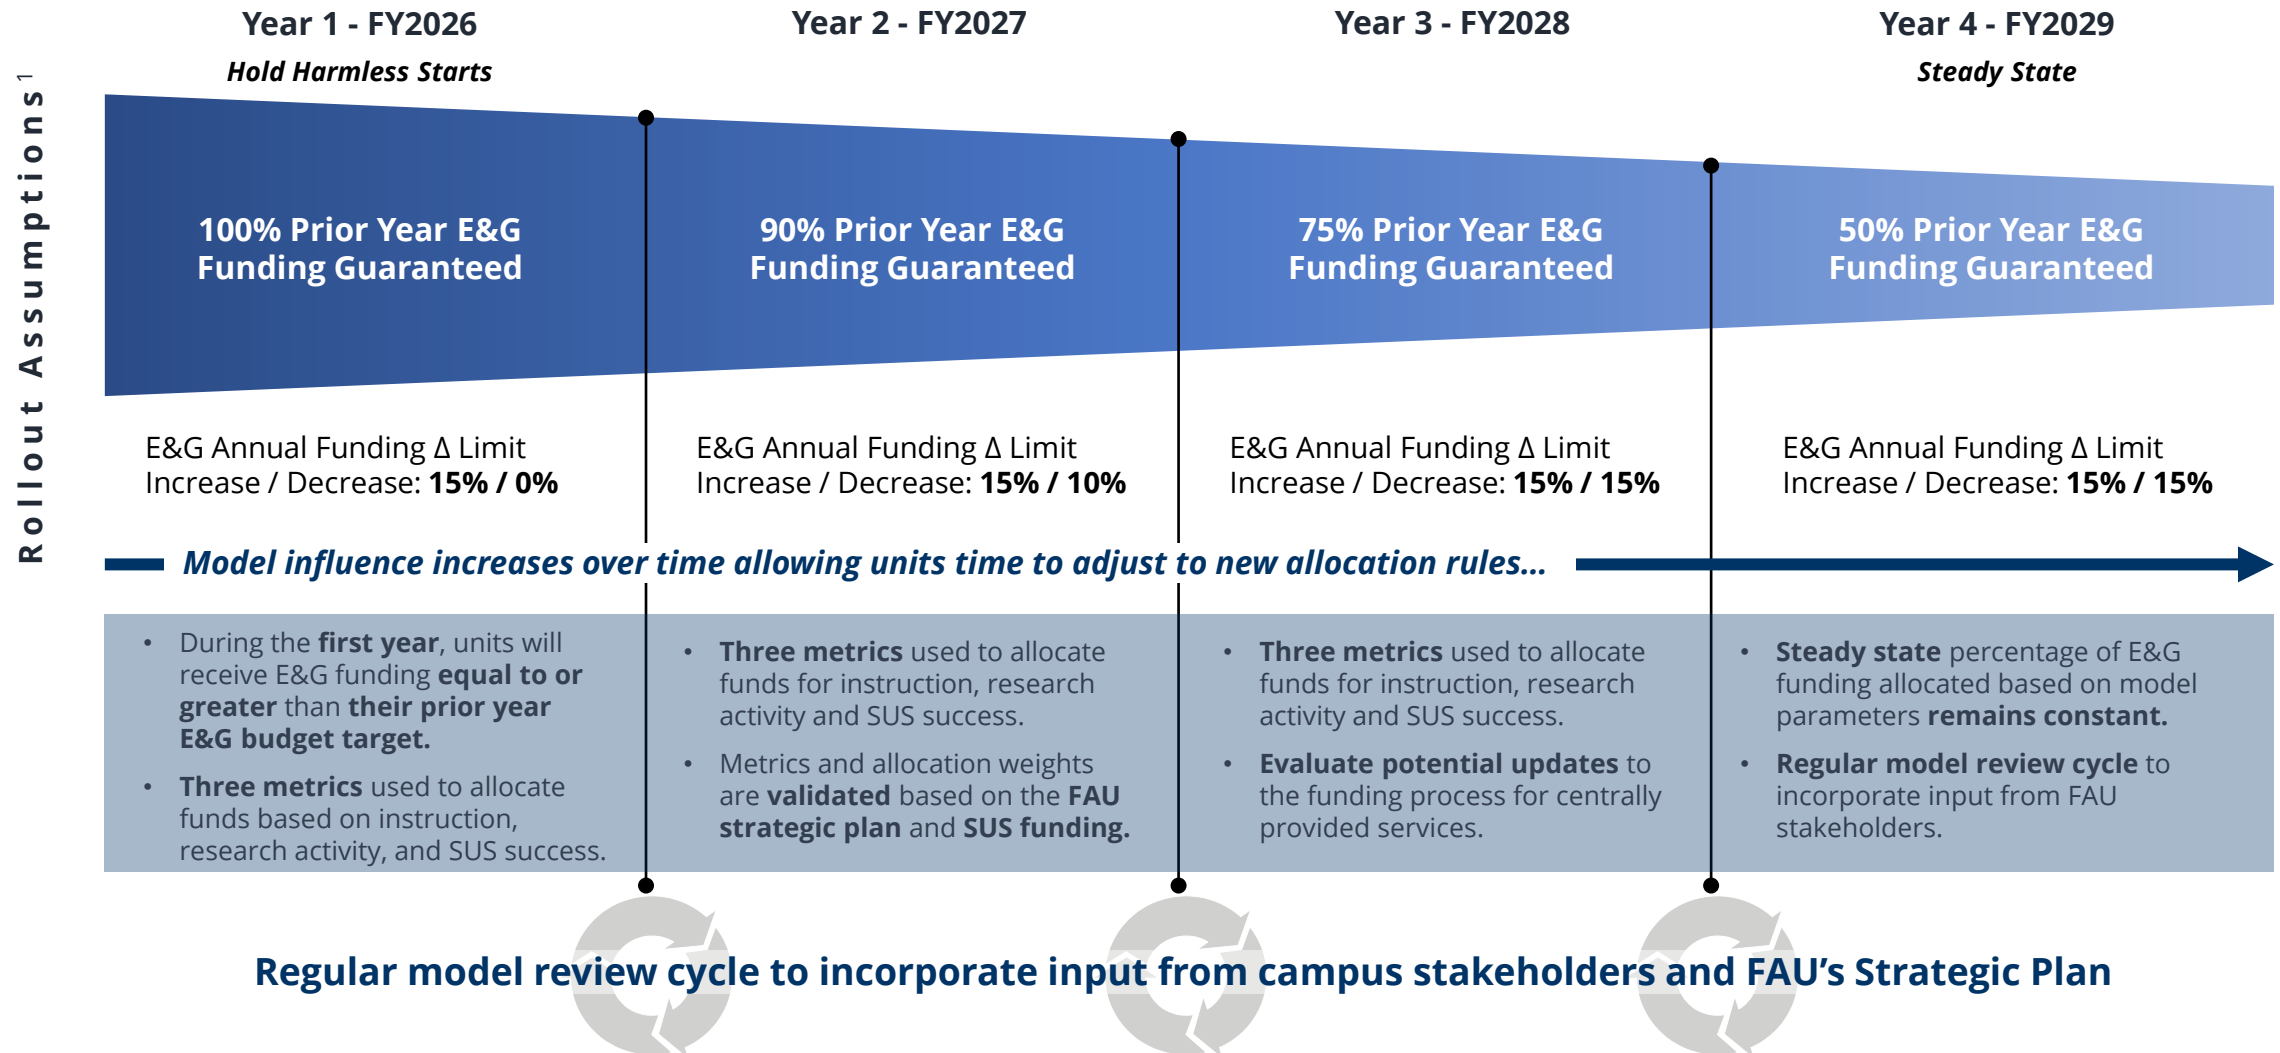 Rollout Assumptions1
Year 1 - FY2026
Hold Harmless Starts
Year 2 - FY2027
Year 3 - FY2028
Year 4 - FY2029
Steady State
100% Prior Year E&G
Funding Guaranteed
90% Prior Year E&G
Funding Guaranteed
75% Prior Year E&G
Funding Guaranteed
50% Prior Year E&G
Funding Guaranteed
E&G Annual Funding Δ Limit
Increase / Decrease: 15% / 0%
E&G Annual Funding Δ Limit
Increase / Decrease: 15% / 10%
E&G Annual Funding Δ Limit
Increase / Decrease: 15% / 15%
E&G Annual Funding Δ Limit
Increase / Decrease: 15% / 15%
Model influence increases over time allowing units time to adjust to new allocation rules...
• During the first year, units will
receive E&G funding equal to or
greater than their prior year
E&G budget target.
• Three metrics used to allocate
funds based on instruction,
research activity, and SUS success.
• Three metrics used to allocate
funds for instruction, research
activity and SUS success.
• Metrics and allocation weights
are validated based on the FAU
strategic plan and SUS funding.
• Three metrics used to allocate
funds for instruction, research
activity and SUS success.
• Evaluate potential updates to
the funding process for centrally
provided services.
• Steady state percentage of E&G
funding allocated based on model
parameters remains constant.
• Regular model review cycle to
incorporate input from FAU
stakeholders.
Regular model review cycle to incorporate input from campus stakeholders and FAU’s Strategic Plan